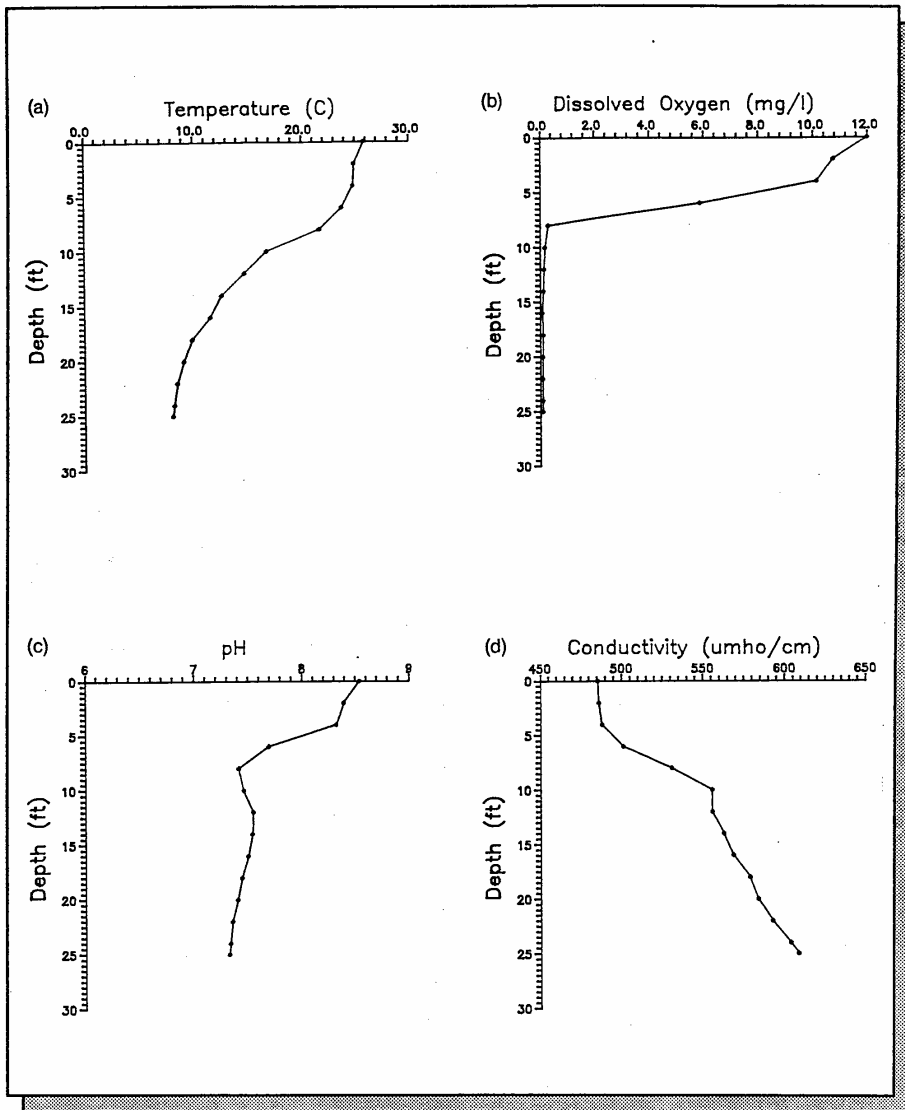 (a) Temperature (C)
0.0 10.0 20.0 30.0
0
5
10
15
20
25
30
Depth (ft)
(b) Dissolved Oxygen (mg/l)
0.0 2.0 4.0 6.0 8.0 10.0 12.0
0
5
10
15
20
25
30
Depth (ft)
(c) pH
6 7 8 9
0
5
10
15
20
25
30
Depth (ft)
(d) Conductivity (umho/cm)
450 500 550 600 650
0
5
10
15
20
25
30
Depth (ft)